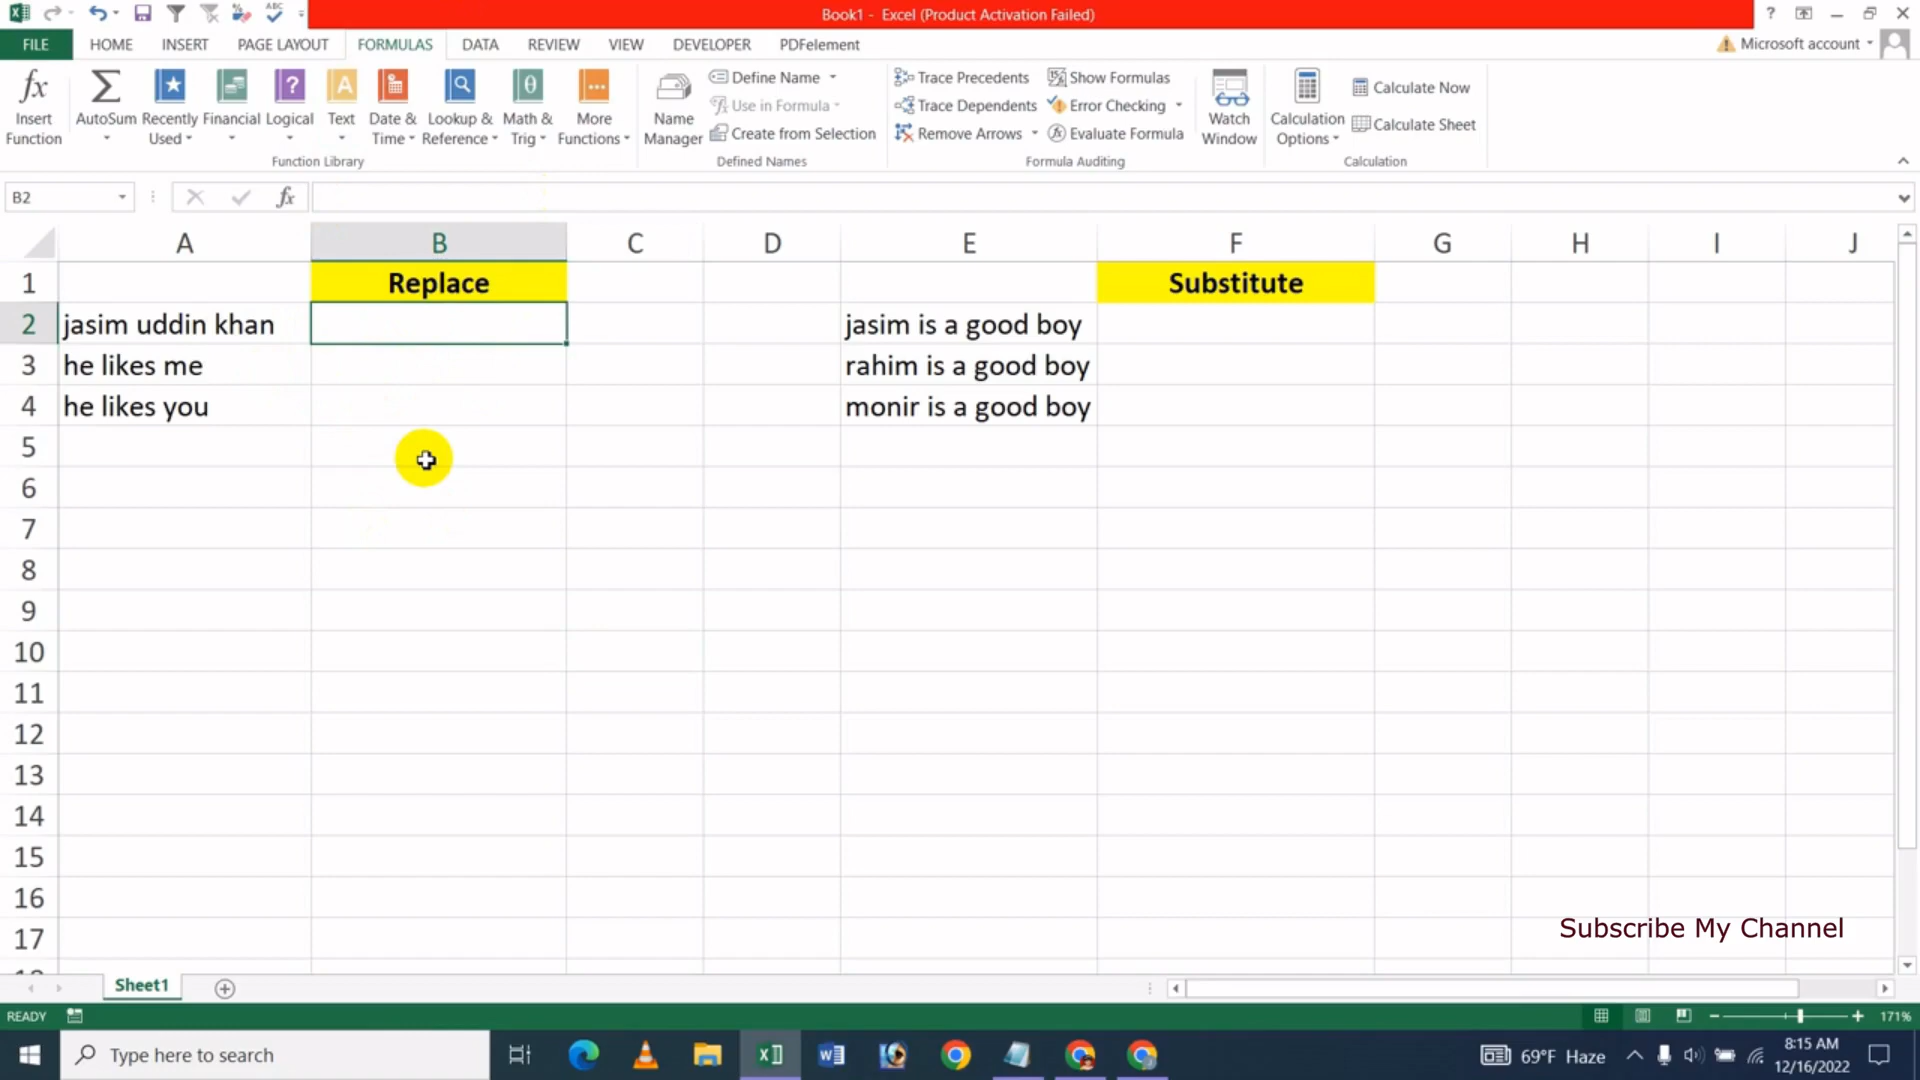 ABC
Book1 - Excel (Product Activation Failed)
?
FILE HOME INSERT PAGE LAYOUT FORMULAS DATA REVIEW VIEW DEVELOPER PDFelement
Microsoft account
fx Insert Function
Σ AutoSum
Recently Used
Financial
? Logical
A Text
Date & Time
Lookup & Reference
θ Math & Trig
More Functions
Function Library
Name Manager
Define Name
Use in Formula
Create from Selection
Defined Names
Trace Precedents
Trace Dependents
Remove Arrows
Show Formulas
Error Checking
Evaluate Formula
Formula Auditing
Watch Window
Calculation Options
Calculate Now
Calculate Sheet
Calculation
B2
fx
A B C D E F G H I J
1 Replace Substitute
2 jasim uddin khan jasim is a good boy
3 he likes me rahim is a good boy
4 he likes you monir is a good boy
5
6
7
8
9
10
11
12
13
14
15
16
17
Subscribe My Channel
Sheet1
READY
171%
Type here to search
69°F Haze
8:15 AM
12/16/2022